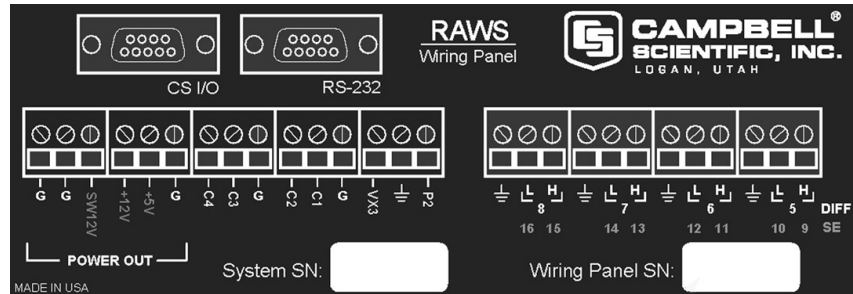 RAWS
Wiring Panel
CAMPBELL®
SCIENTIFIC, INC.
LOGAN, UTAH
CS I/O
RS-232
G G SW12V +12V +5V G C4 C3 G C2 C1 G VX3 P2
L H L H L H L H
8 7 6 5 DIFF
16 15 14 13 12 11 10 9 SE
POWER OUT
System SN:
Wiring Panel SN:
MADE IN USA